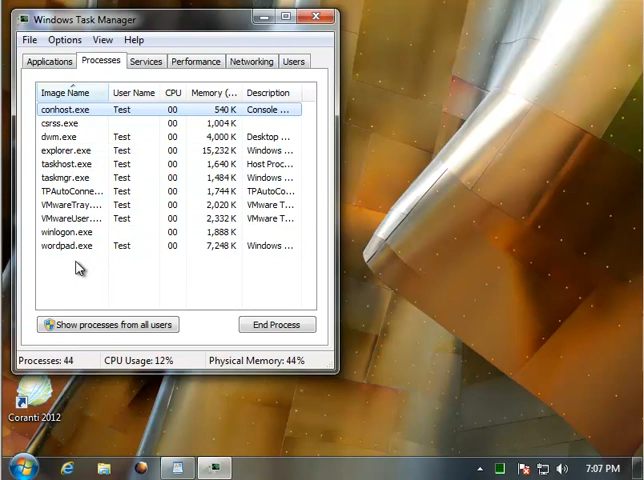 Windows Task Manager
File Options View Help
Applications Processes Services Performance Networking Users
Image Name User Name CPU Memory (... Description
conhost.exe Test 00 540 K Console ...
csrss.exe 00 1,004 K
dwm.exe Test 00 4,000 K Desktop ...
explorer.exe Test 00 15,232 K Windows ...
taskhost.exe Test 00 1,640 K Host Proc...
taskmgr.exe Test 00 1,484 K Windows ...
TPAutoConne... Test 00 1,744 K TPAutoCo...
VMwareTray.... Test 00 2,020 K VMware T...
VMwareUser.... Test 00 2,332 K VMware T...
winlogon.exe 00 1,888 K
wordpad.exe Test 00 7,248 K Windows ...
Show processes from all users End Process
Processes: 44 CPU Usage: 12% Physical Memory: 44%
Coranti 2012
7:07 PM